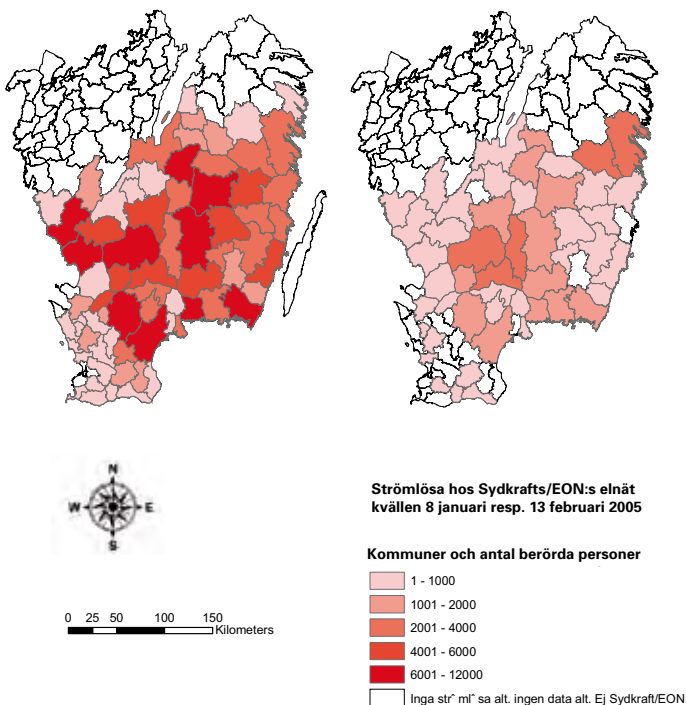 N
W E
S
0 25 50 100 150
Kilometers
Strömlösa hos Sydkrafts/EON:s elnät
kvällen 8 januari resp. 13 februari 2005
Kommuner och antal berörda personer
1 - 1000
1001 - 2000
2001 - 4000
4001 - 6000
6001 - 12000
Inga strˆ mlˆ sa alt. ingen data alt. Ej Sydkraft/EON